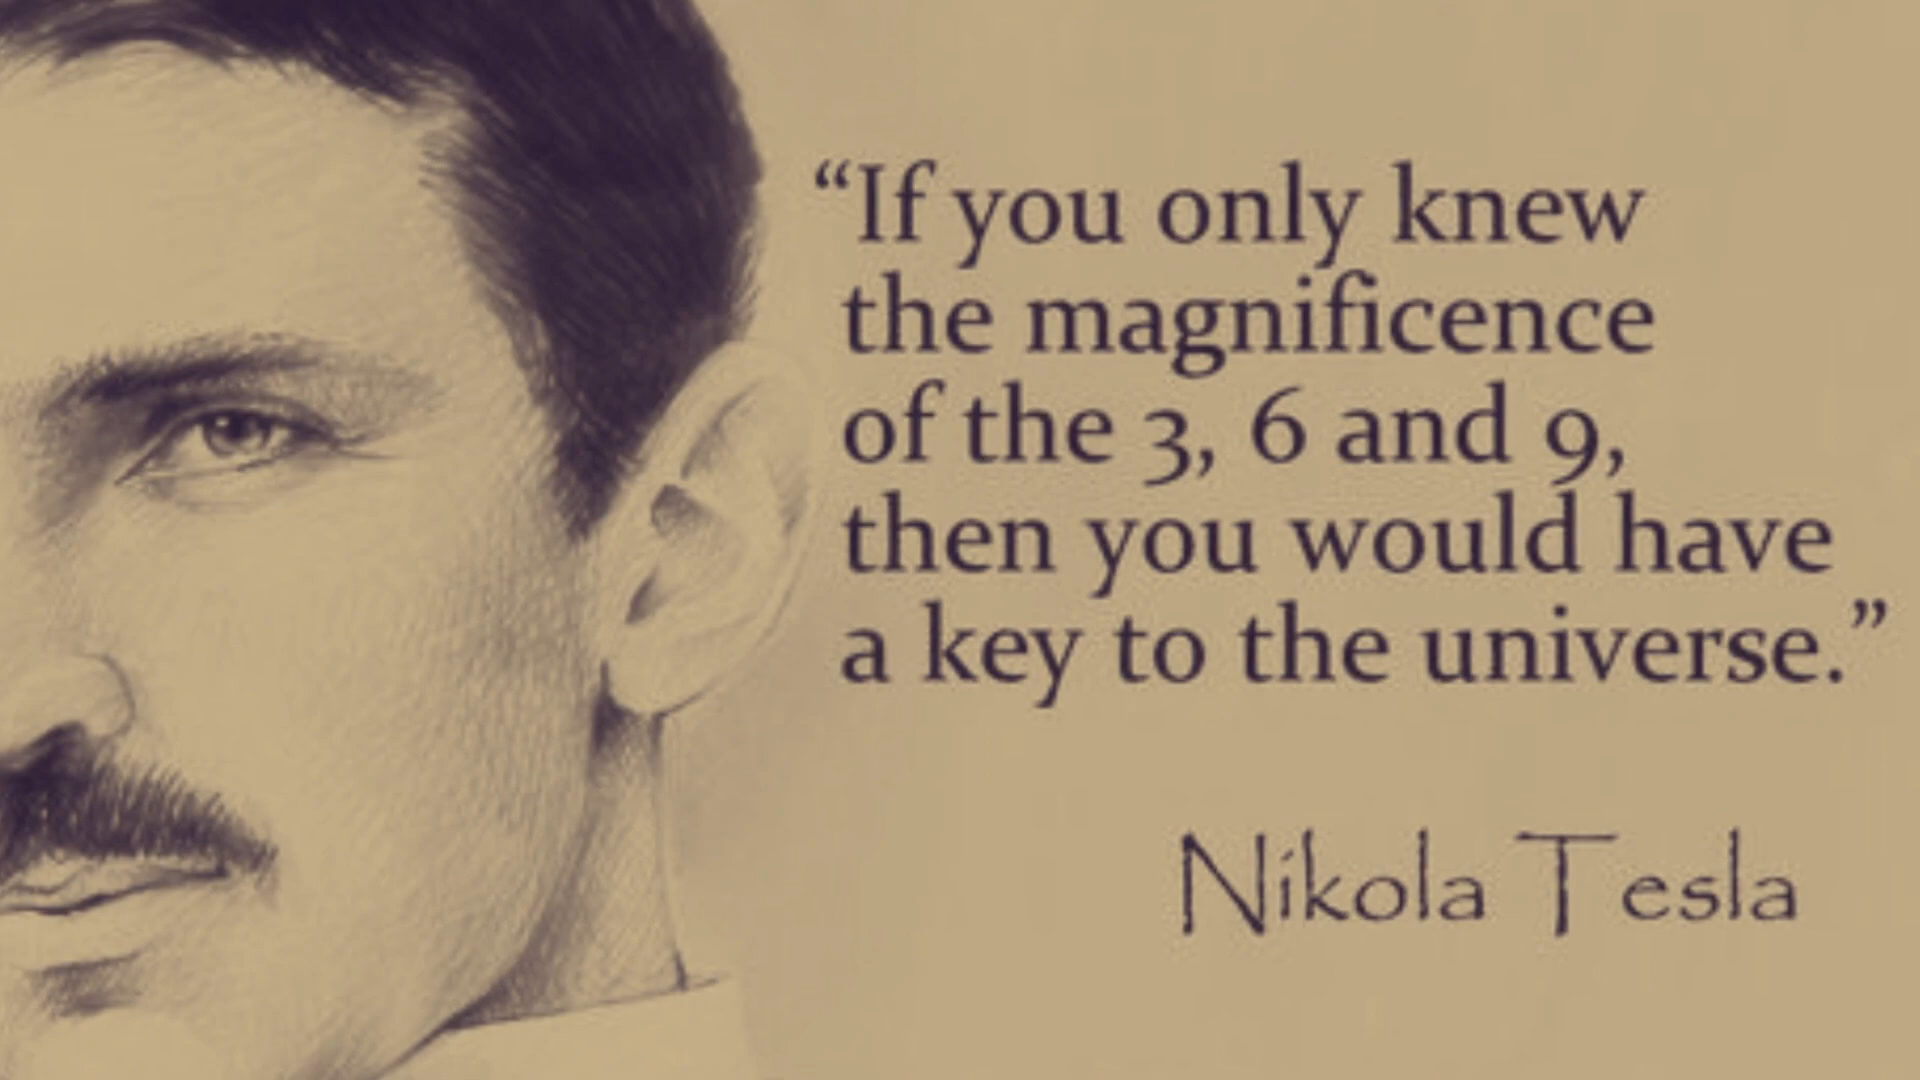 “If you only knew
the magnificence
of the 3, 6 and 9,
then you would have
a key to the universe.”
Nikola Tesla